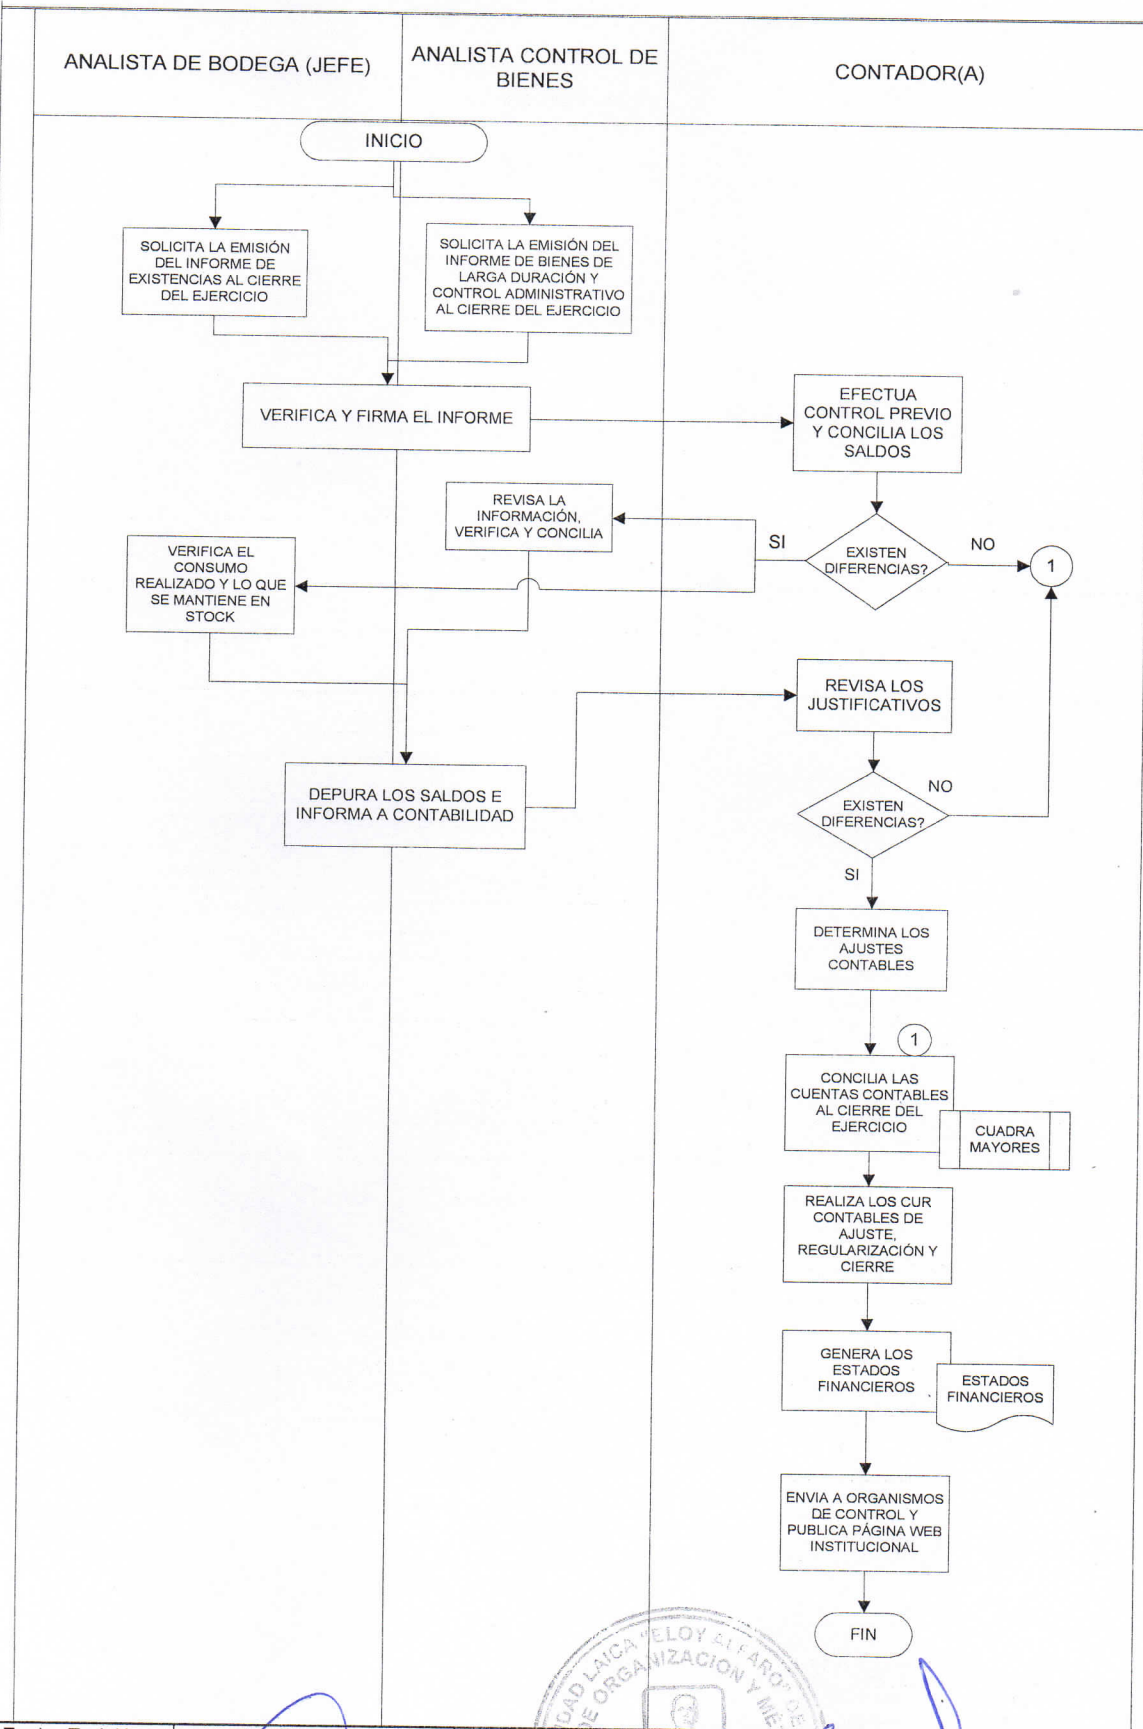 ANALISTA DE BODEGA (JEFE)
ANALISTA CONTROL DE
BIENES
CONTADOR(A)
INICIO
SOLICITA LA EMISIÓN
DEL INFORME DE
EXISTENCIAS AL CIERRE
DEL EJERCICIO
SOLICITA LA EMISIÓN DEL
INFORME DE BIENES DE
LARGA DURACIÓN Y
CONTROL ADMINISTRATIVO
AL CIERRE DEL EJERCICIO
VERIFICA Y FIRMA EL INFORME
EFECTUA
CONTROL PREVIO
Y CONCILIA LOS
SALDOS
REVISA LA
INFORMACIÓN,
VERIFICA Y CONCILIA
VERIFICA EL
CONSUMO
REALIZADO Y LO QUE
SE MANTIENE EN
STOCK
SI
EXISTEN
DIFERENCIAS?
NO
1
REVISA LOS
JUSTIFICATIVOS
DEPURA LOS SALDOS E
INFORMA A CONTABILIDAD
EXISTEN
DIFERENCIAS?
NO
SI
DETERMINA LOS
AJUSTES
CONTABLES
1
CONCILIA LAS
CUENTAS CONTABLES
AL CIERRE DEL
EJERCICIO
CUADRA
MAYORES
REALIZA LOS CUR
CONTABLES DE
AJUSTE,
REGULARIZACIÓN Y
CIERRE
GENERA LOS
ESTADOS
FINANCIEROS
ESTADOS
FINANCIEROS
ENVIA A ORGANISMOS
DE CONTROL Y
PUBLICA PÁGINA WEB
INSTITUCIONAL
FIN
LAICA "ELOY ALFARO" DE
DE ORGANIZACION Y